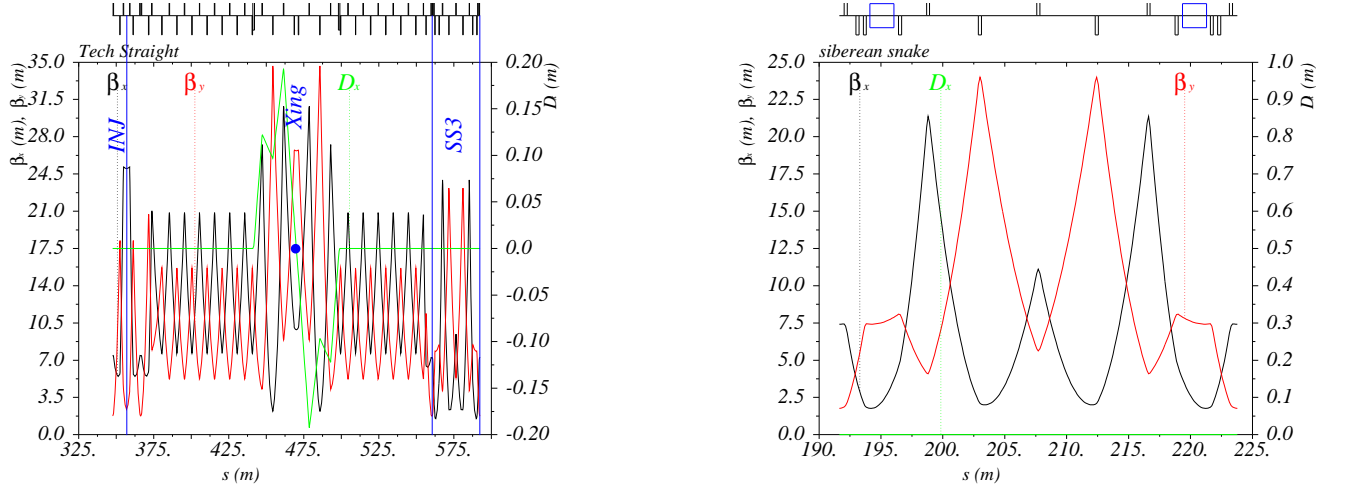 Tech Straight
35.0
31.5
28.0
24.5
21.0
17.5
14.0
10.5
7.0
3.5
0.0
βx (m), βy (m)
βx
βy
Dx
INJ
Xing
SS3
0.20
0.15
0.10
0.05
0.0
-0.05
-0.10
-0.15
-0.20
D (m)
325. 375. 425. 475. 525. 575.
s (m)
siberean snake
25.0
22.5
20.0
17.5
15.0
12.5
10.0
7.5
5.0
2.5
0.0
βx (m), βy (m)
βx
Dx
βy
1.0
0.9
0.8
0.7
0.6
0.5
0.4
0.3
0.2
0.1
0.0
D (m)
190. 195. 200. 205. 210. 215. 220. 225.
s (m)